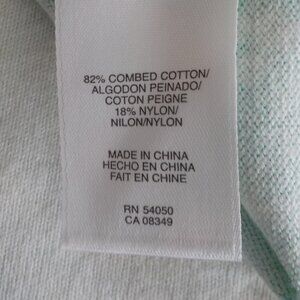 82% COMBED COTTON/
ALGODON PEINADO/
COTON PEIGNE
18% NYLON/
NILON/NYLON
MADE IN CHINA
HECHO EN CHINA
FAIT EN CHINE
RN 54050
CA 08349